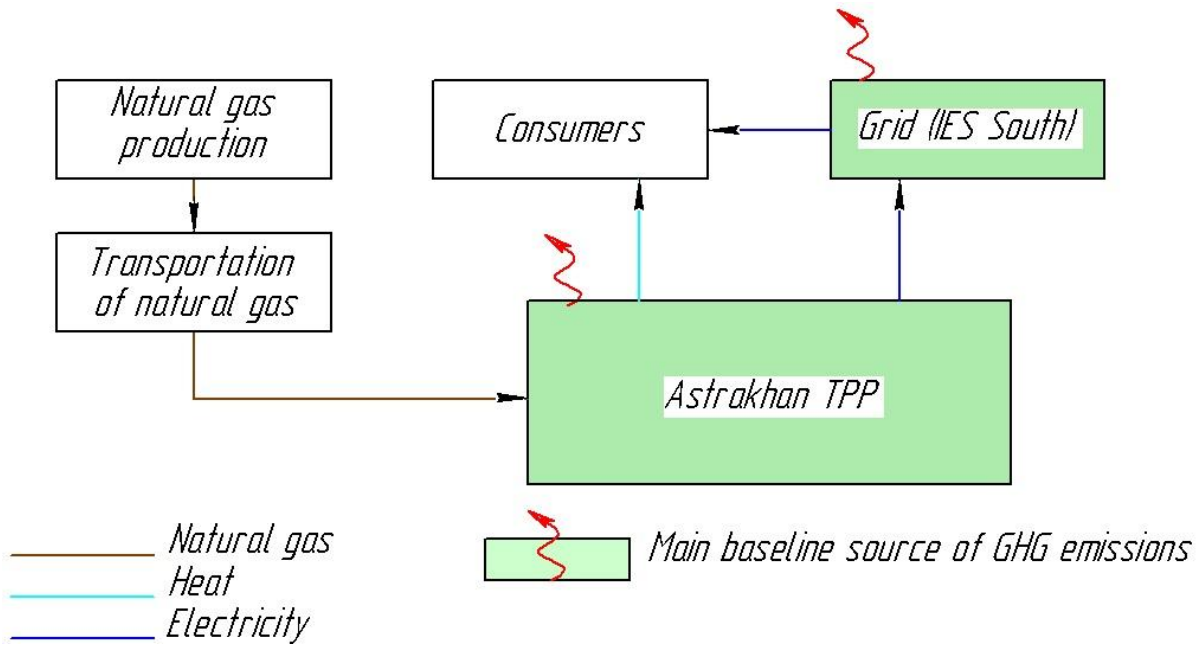 Natural gas
production
Consumers
Grid (IES South)
Transportation
of natural gas
Astrakhan TPP
Natural gas
Heat
Electricity
Main baseline source of GHG emissions